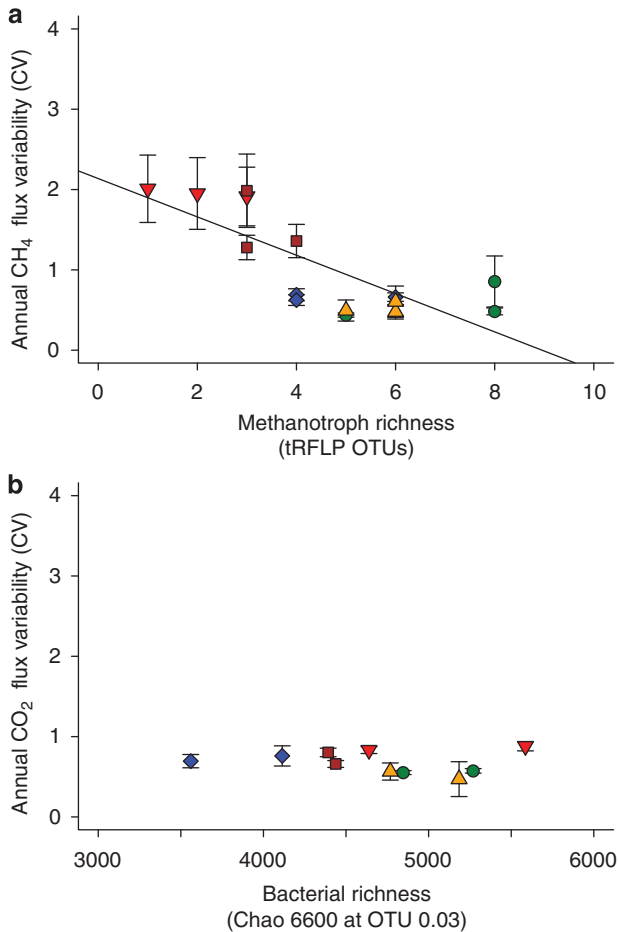 a
Annual CH4 flux variability (CV)
4
3
2
1
0
0 2 4 6 8 10
Methanotroph richness
(tRFLP OTUs)
b
Annual CO2 flux variability (CV)
4
3
2
1
0
3000 4000 5000 6000
Bacterial richness
(Chao 6600 at OTU 0.03)